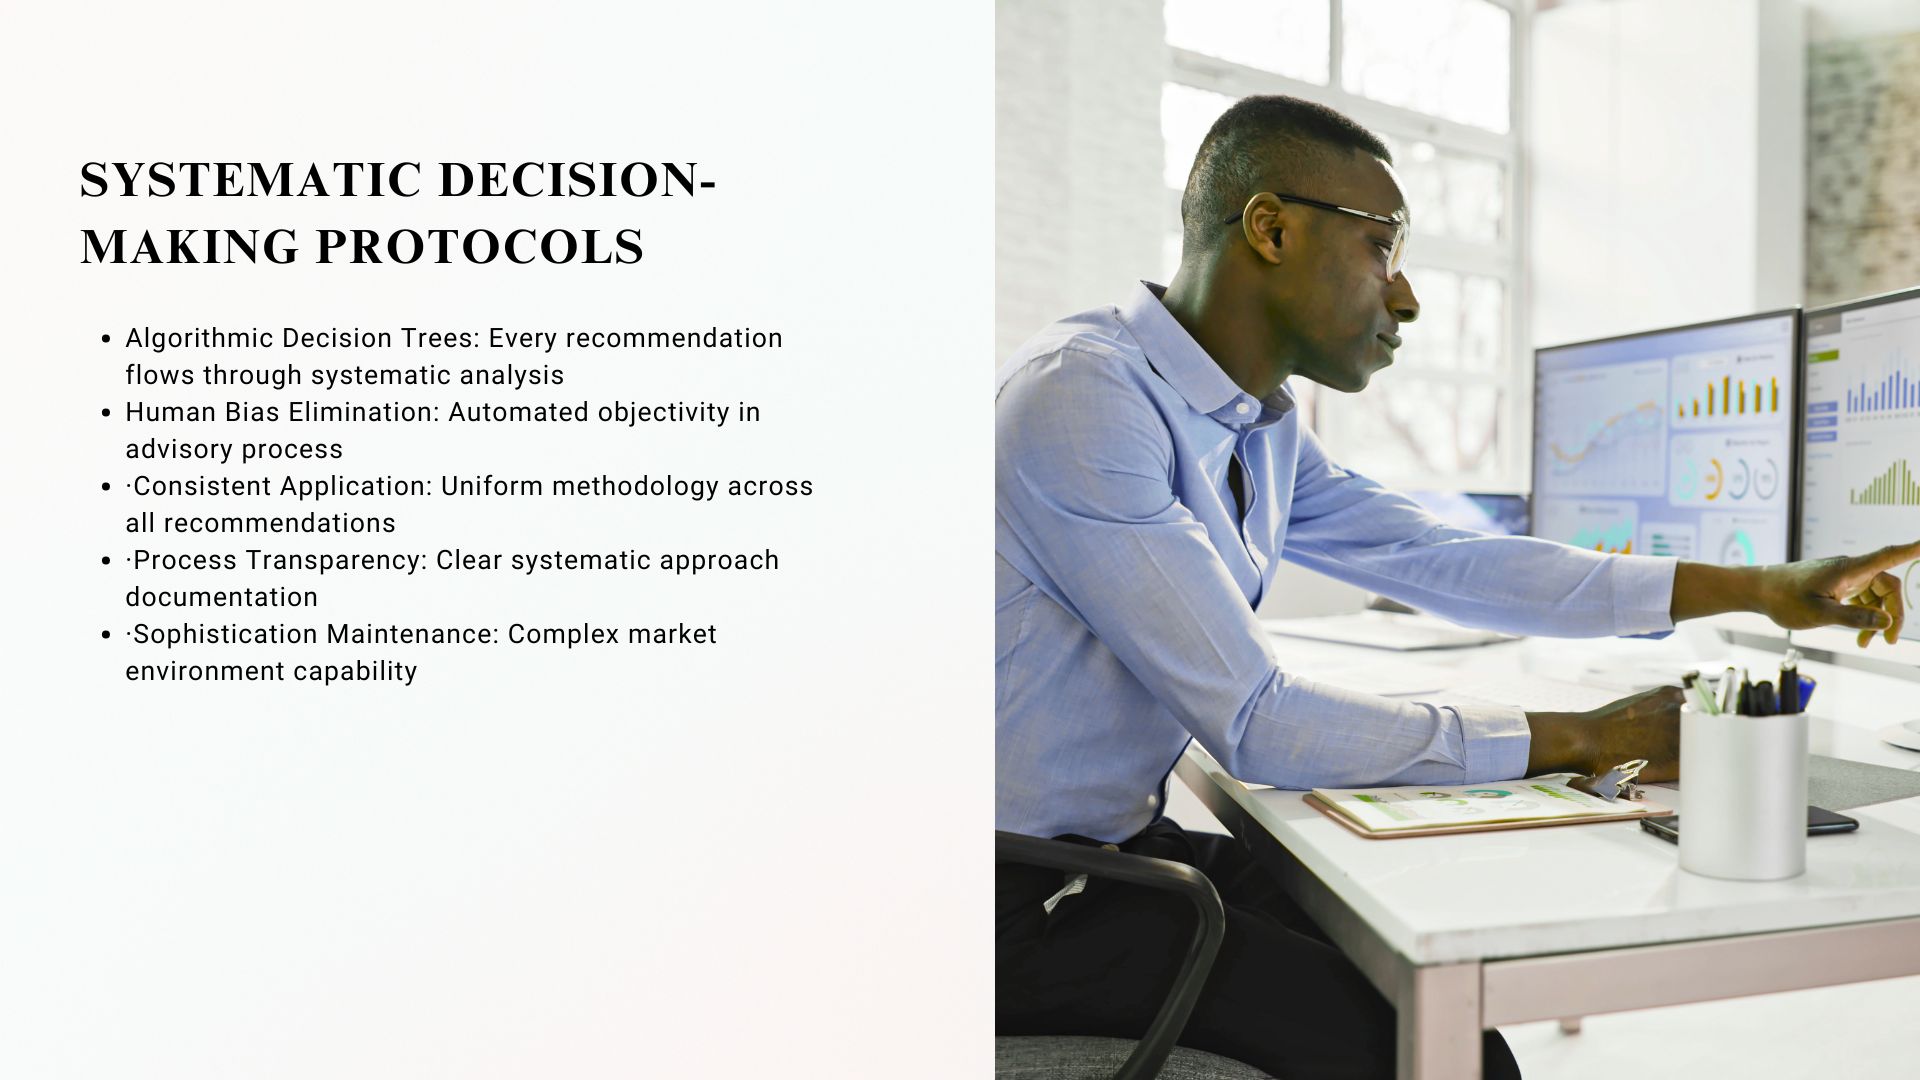 SYSTEMATIC DECISION-
MAKING PROTOCOLS
• Algorithmic Decision Trees: Every recommendation
flows through systematic analysis
• Human Bias Elimination: Automated objectivity in
advisory process
• ·Consistent Application: Uniform methodology across
all recommendations
• ·Process Transparency: Clear systematic approach
documentation
• ·Sophistication Maintenance: Complex market
environment capability